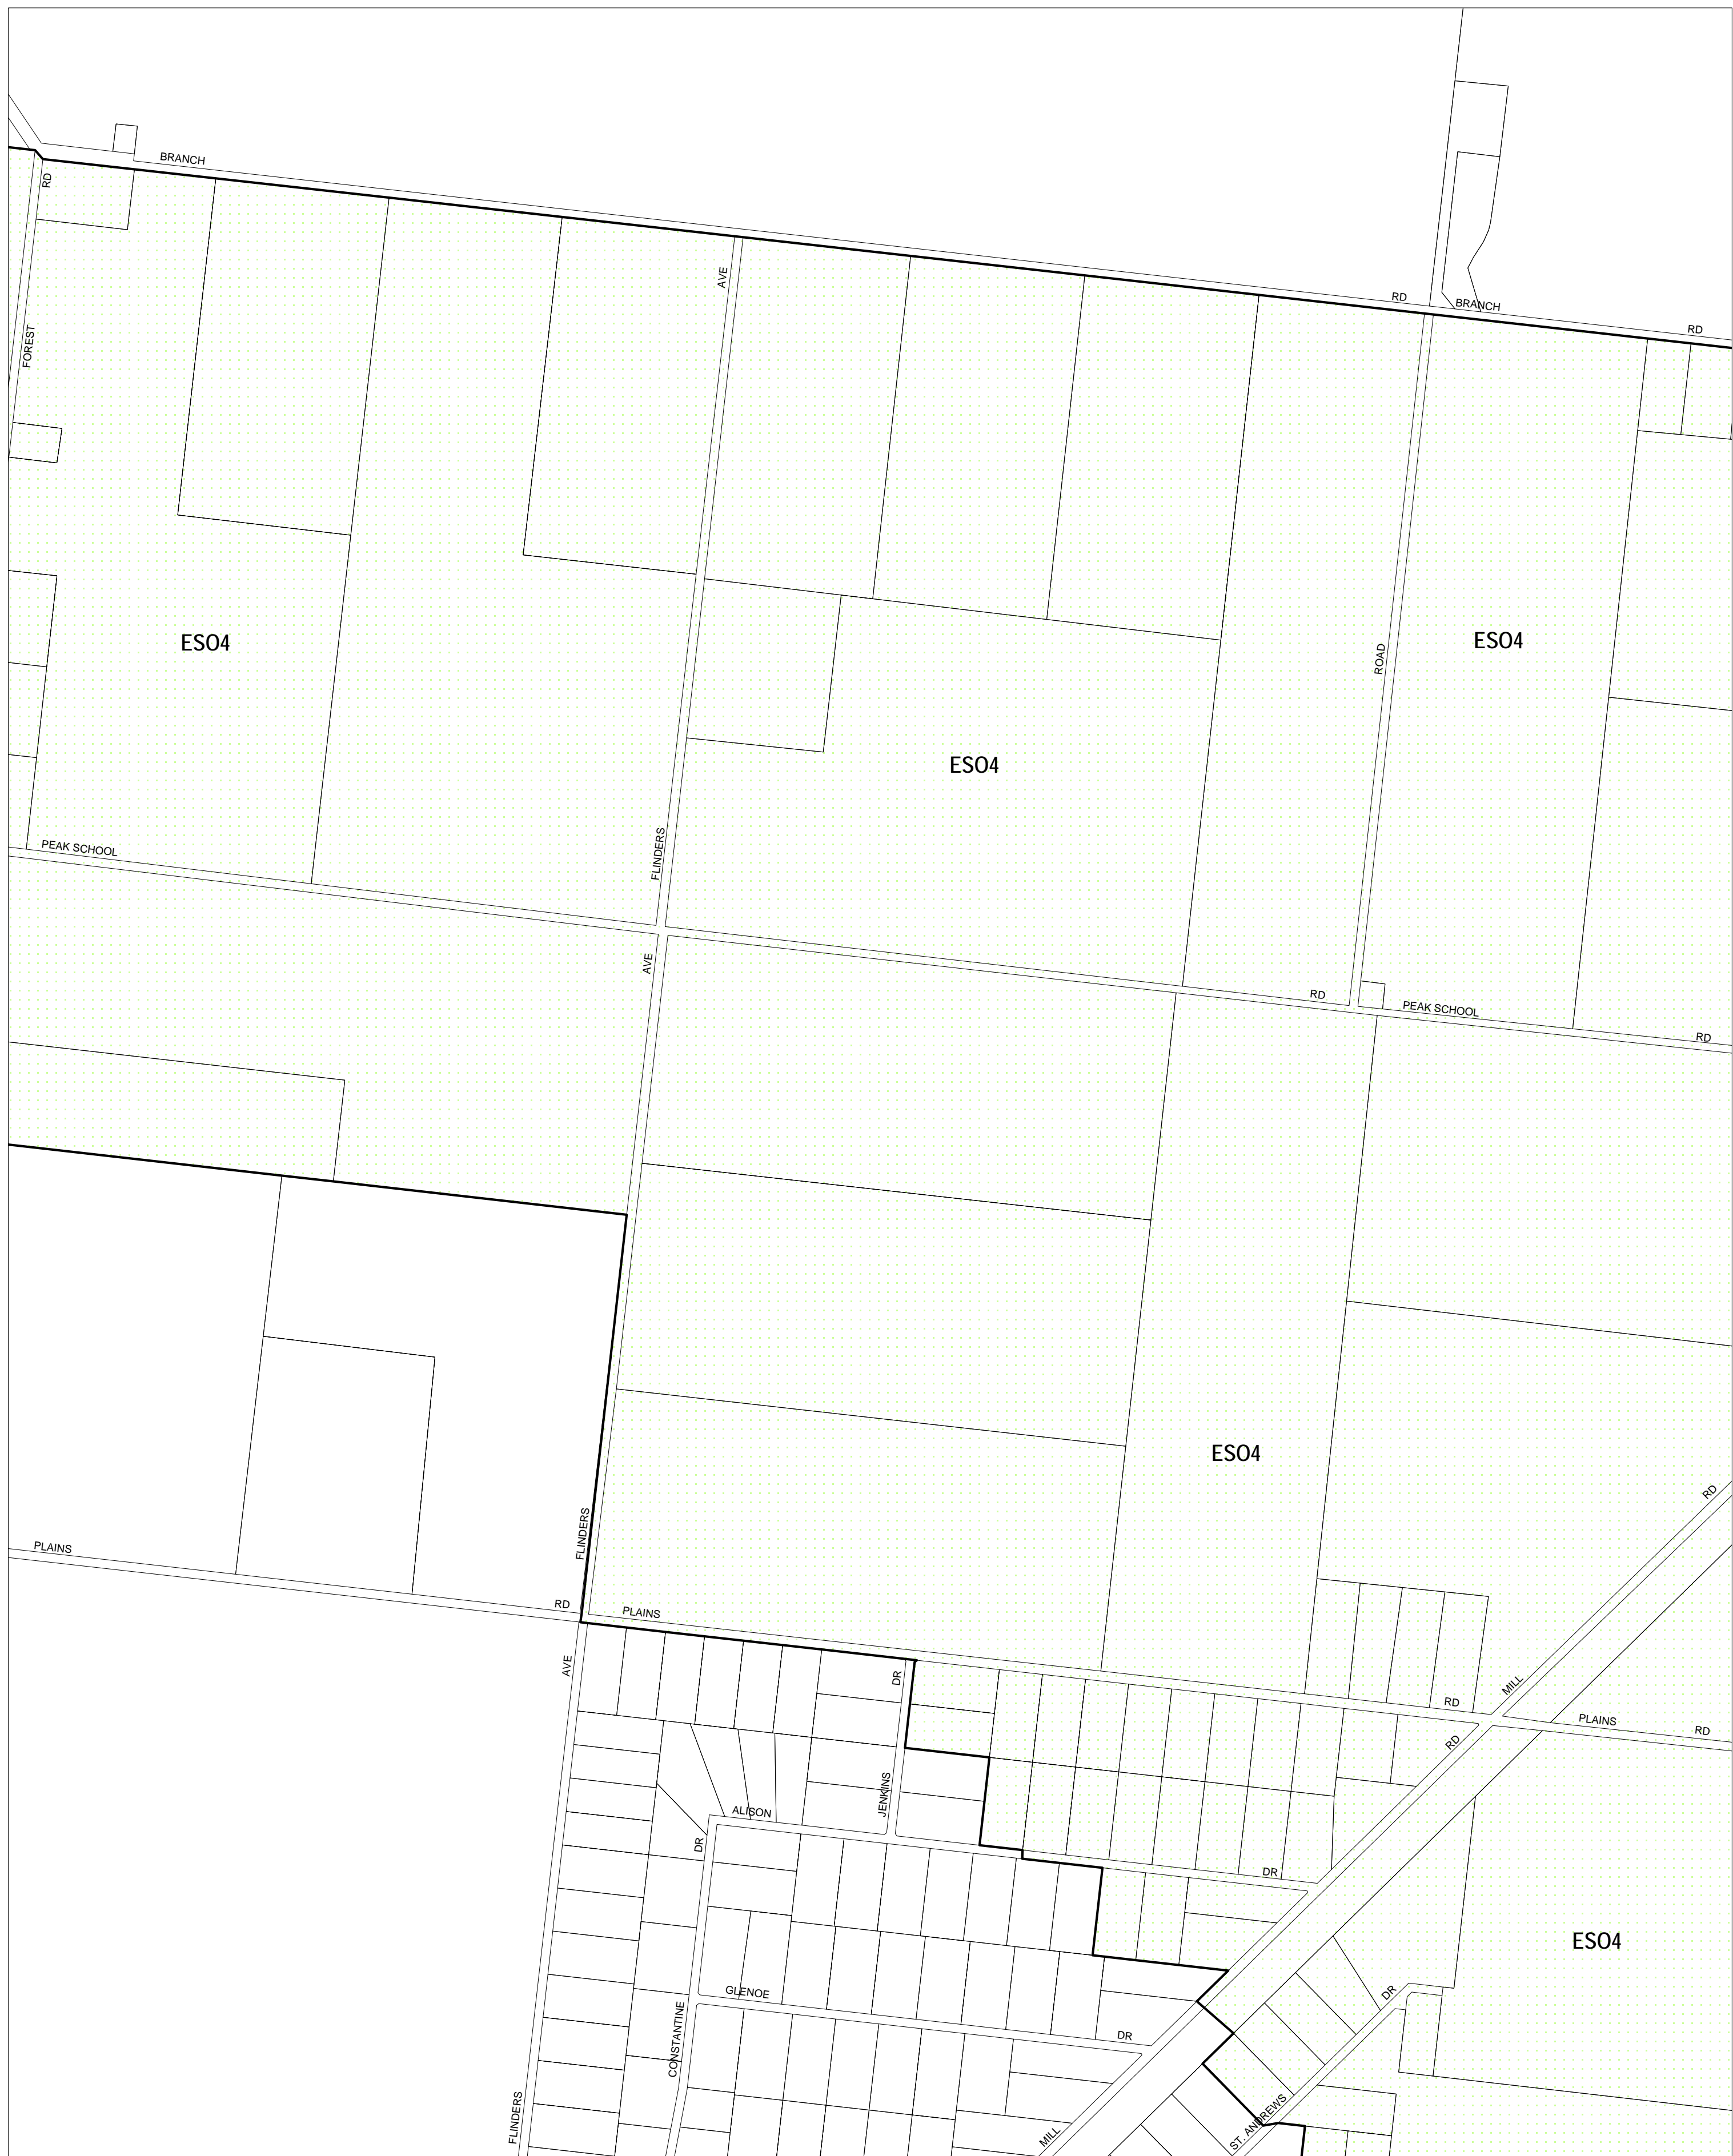 BRANCH
RD
AVE
RD
BRANCH
RD
FOREST
ESO4
ESO4
ROAD
ESO4
FLINDERS
PEAK SCHOOL
AVE
RD
PEAK SCHOOL
RD
ESO4
RD
FLINDERS
PLAINS
RD
PLAINS
AVE
DR
MILL
RD
PLAINS
RD
RD
JENKINS
ALISON
DR
DR
ESO4
GLENOE
DR
CONSTANTINE
DR
FLINDERS
MILL
ST. ANDREWS